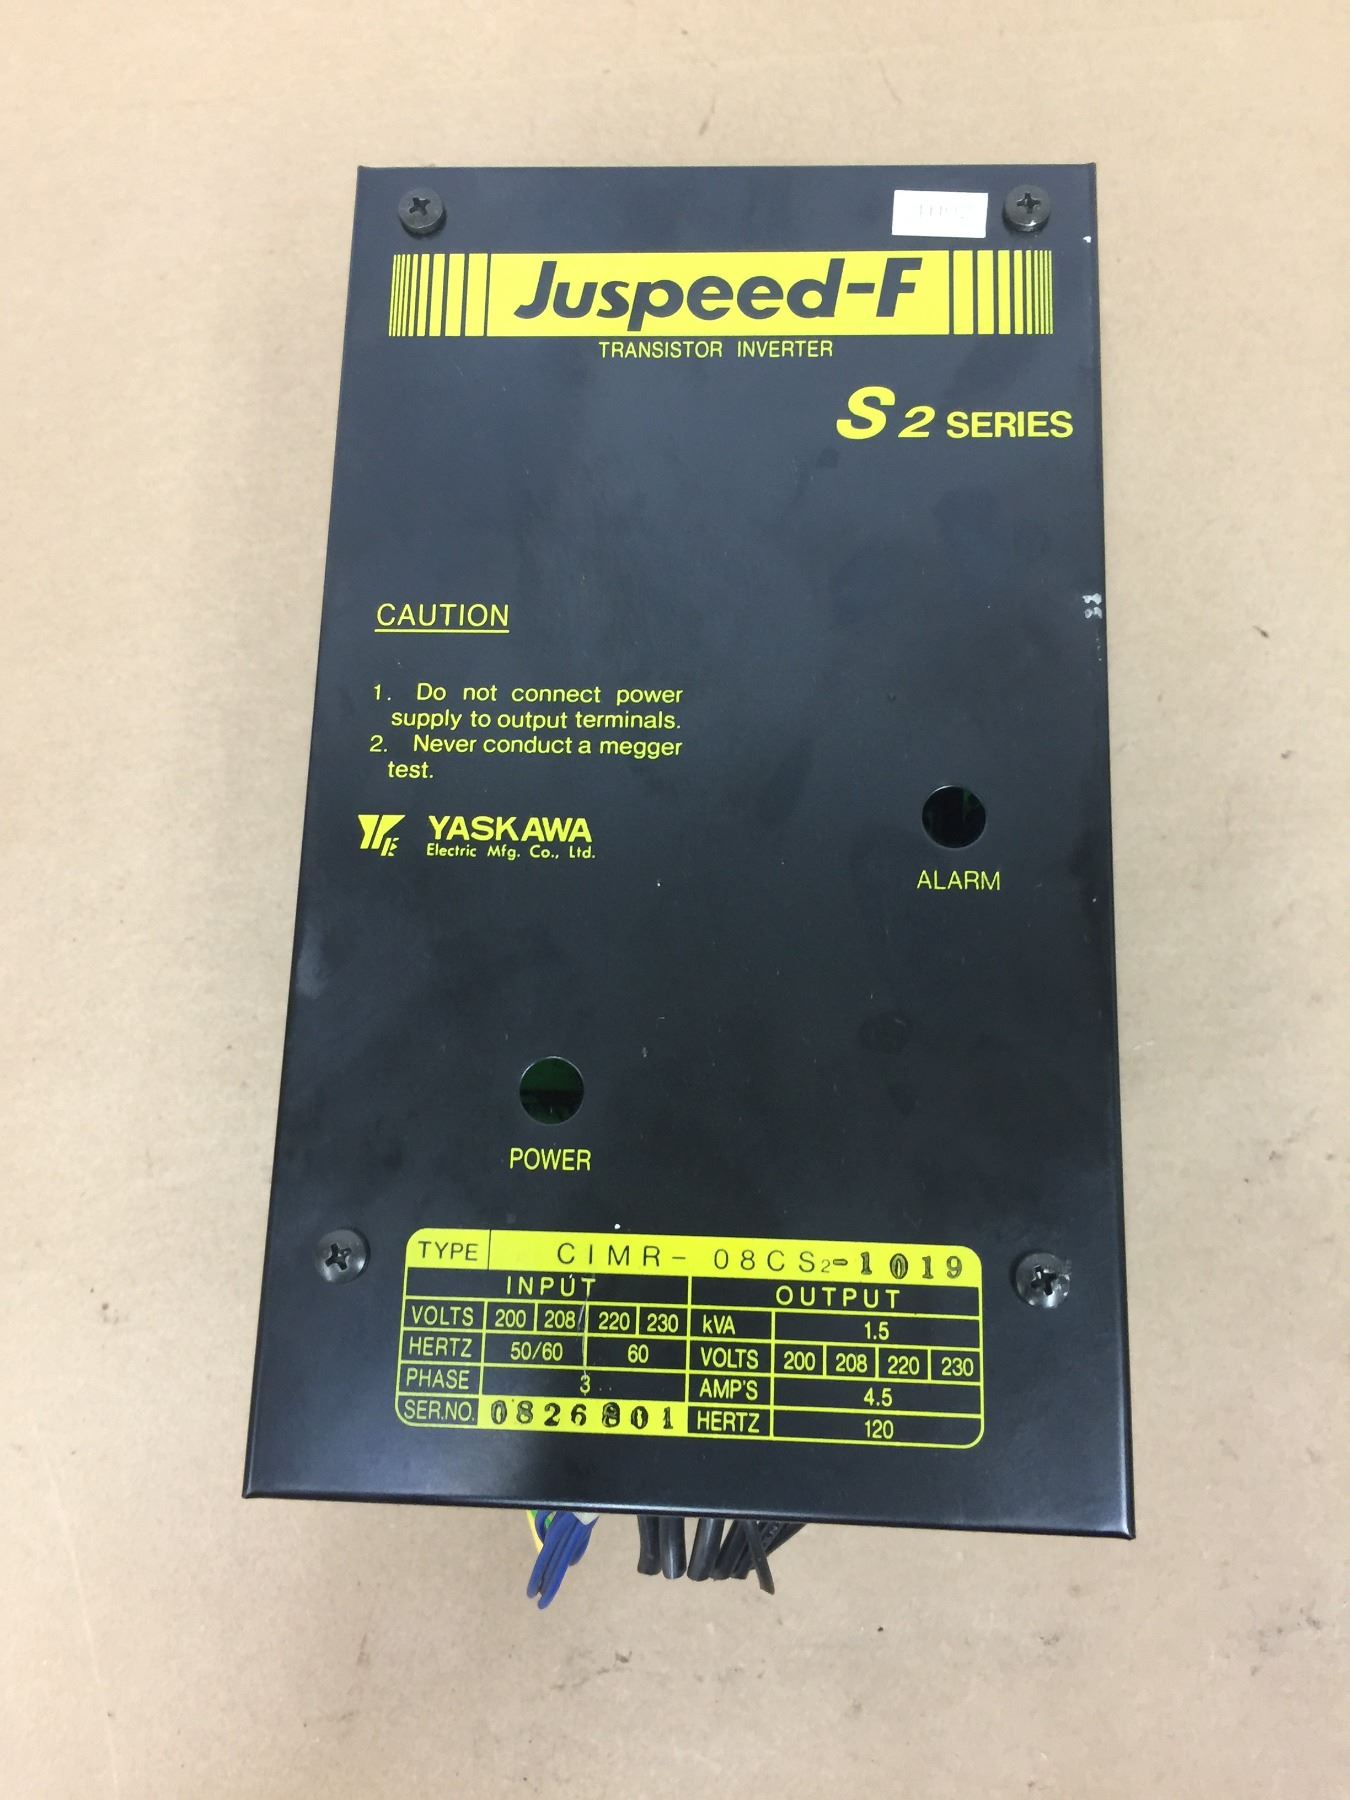 Juspeed-F
TRANSISTOR INVERTER
S2 SERIES
CAUTION
1. Do not connect power
supply to output terminals.
2. Never conduct a megger
test.
YASKAWA
Electric Mfg. Co., Ltd.
ALARM
POWER
TYPE CIMR-08CS2-1019
INPUT OUTPUT
VOLTS 200 208 220 230 kVA 1.5
HERTZ 50/60 60 VOLTS 200 208 220 230
PHASE 3 AMP'S 4.5
SER.NO. 0826801 HERTZ 120